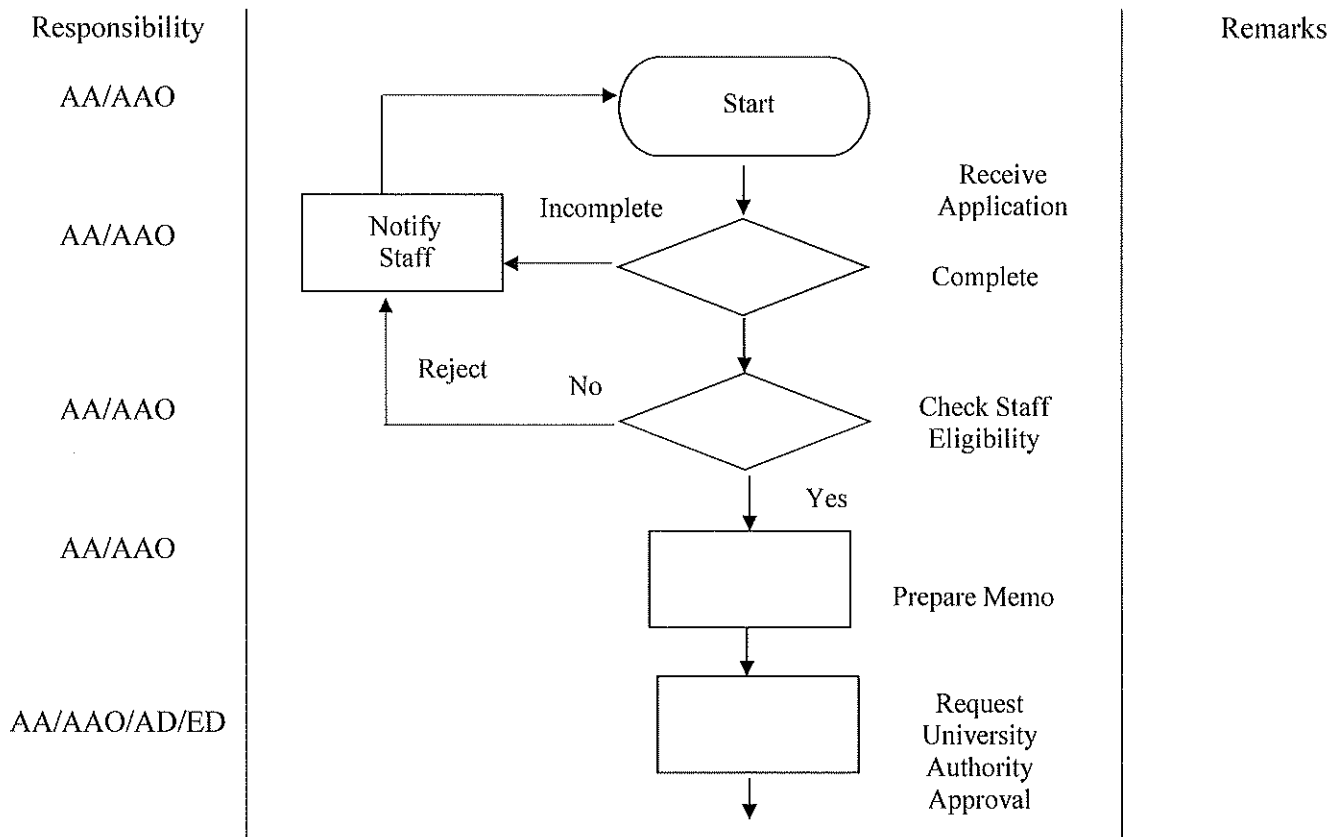 Responsibility
Remarks
AA/AAO
Start
Receive
Application
Incomplete
AA/AAO
Notify
Staff
Complete
Reject
No
AA/AAO
Check Staff
Eligibility
Yes
AA/AAO
Prepare Memo
AA/AAO/AD/ED
Request
University
Authority
Approval